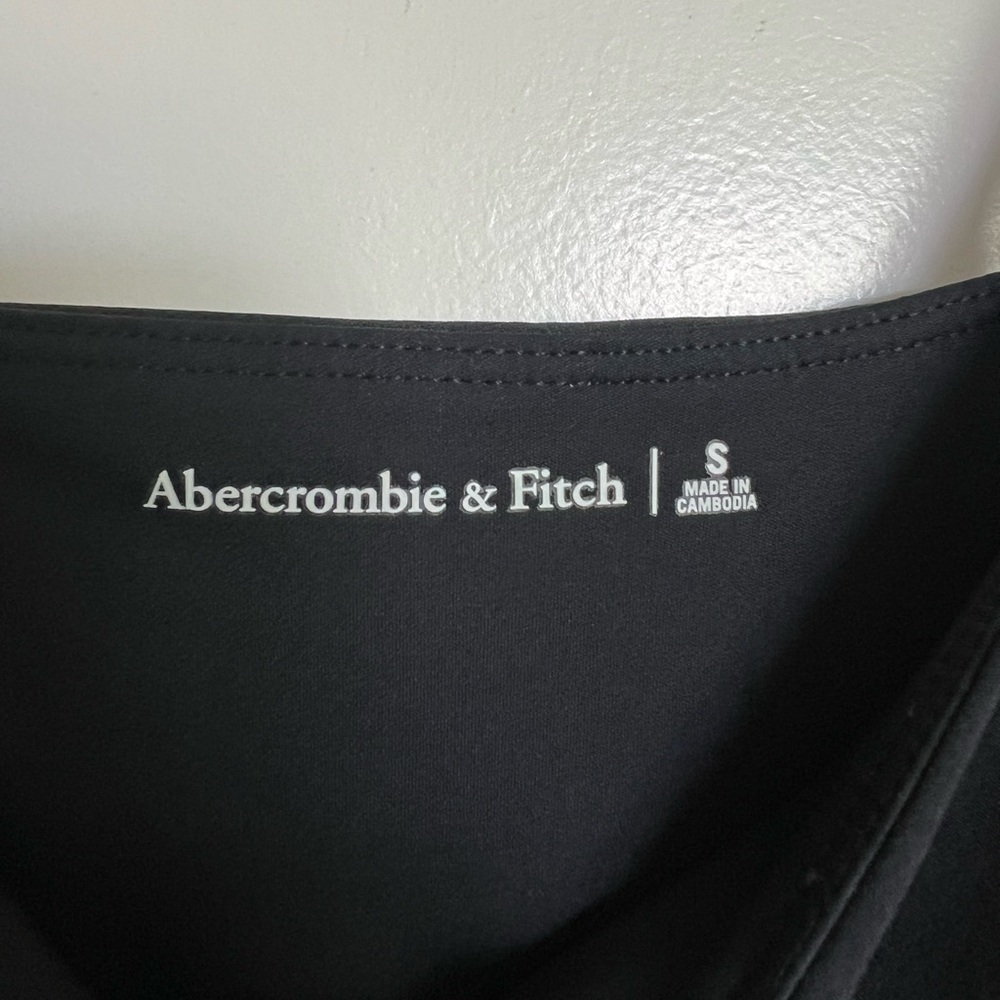 Abercrombie & Fitch | S
MADE IN
CAMBODIA